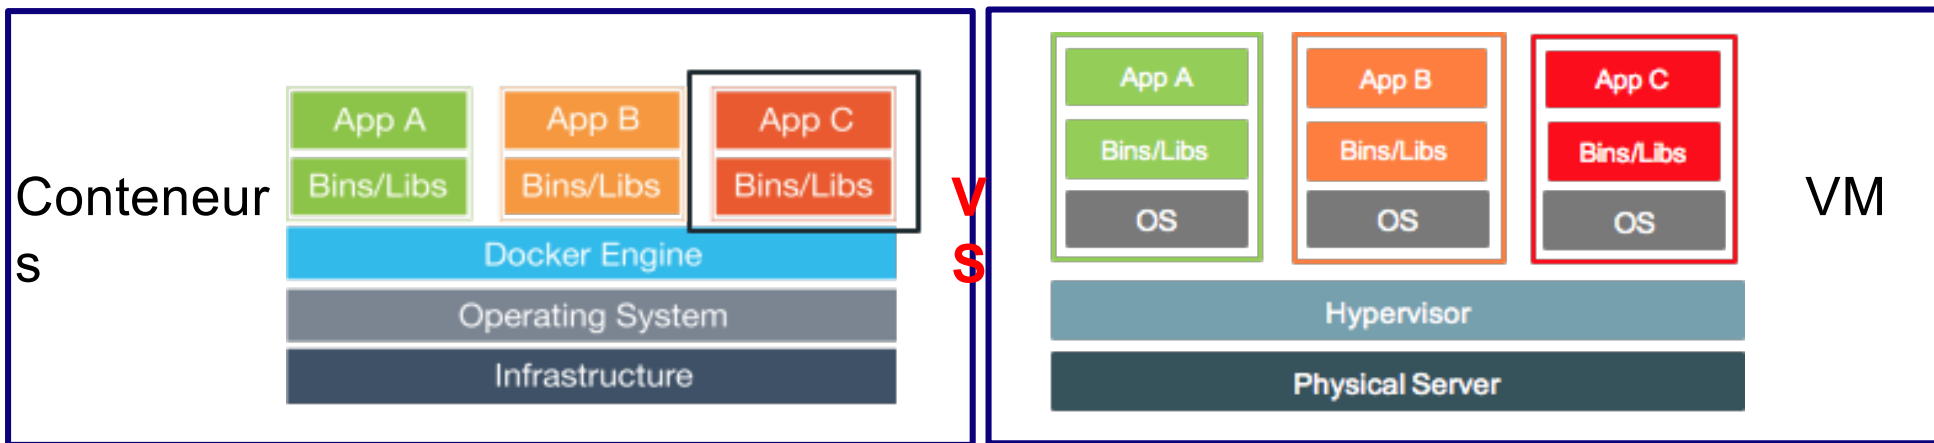 Conteneur
s
App A
App B
App C
Bins/Libs
Bins/Libs
Bins/Libs
Docker Engine
Operating System
Infrastructure
V
S
App A
App B
App C
Bins/Libs
Bins/Libs
Bins/Libs
OS
OS
OS
Hypervisor
Physical Server
VM